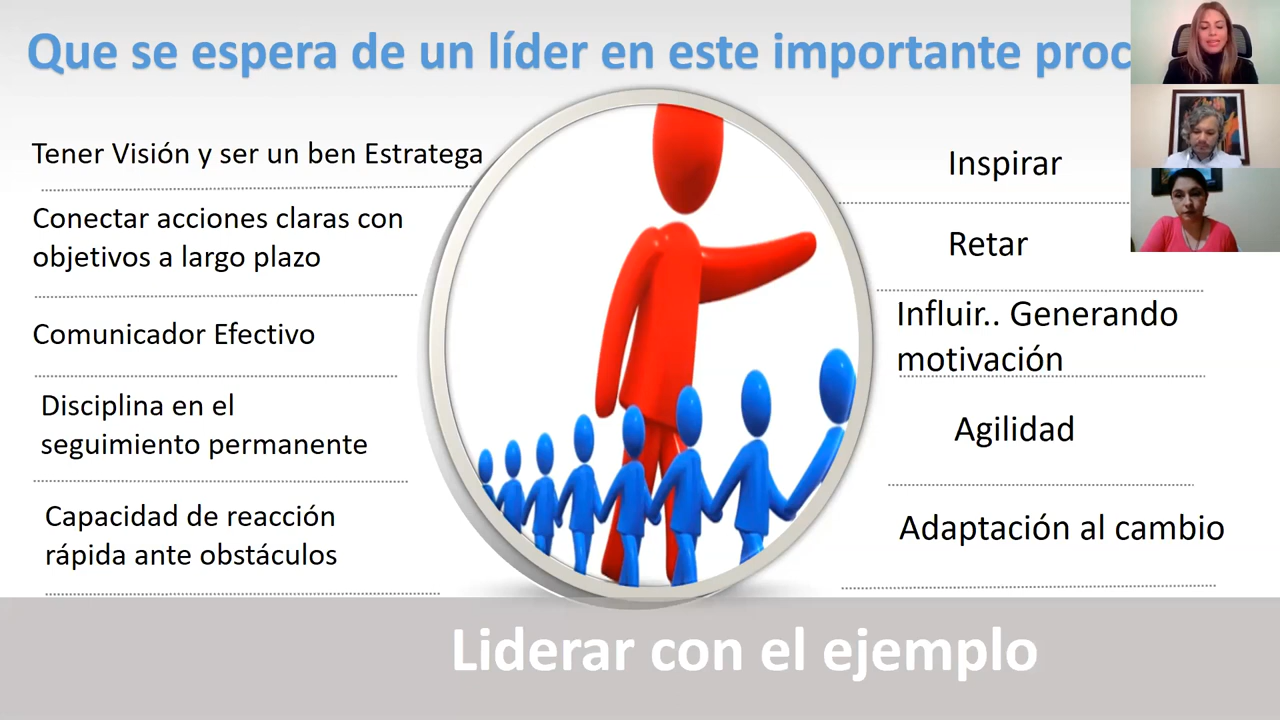 Que se espera de un líder en este importante
Tener Visión y ser un ben Estratega
Conectar acciones claras con
objetivos a largo plazo
Comunicador Efectivo
Disciplina en el
seguimiento permanente
Capacidad de reacción
rápida ante obstáculos
Inspirar
Retar
Influir.. Generando
motivación
Agilidad
Adaptación al cambio
Liderar con el ejemplo